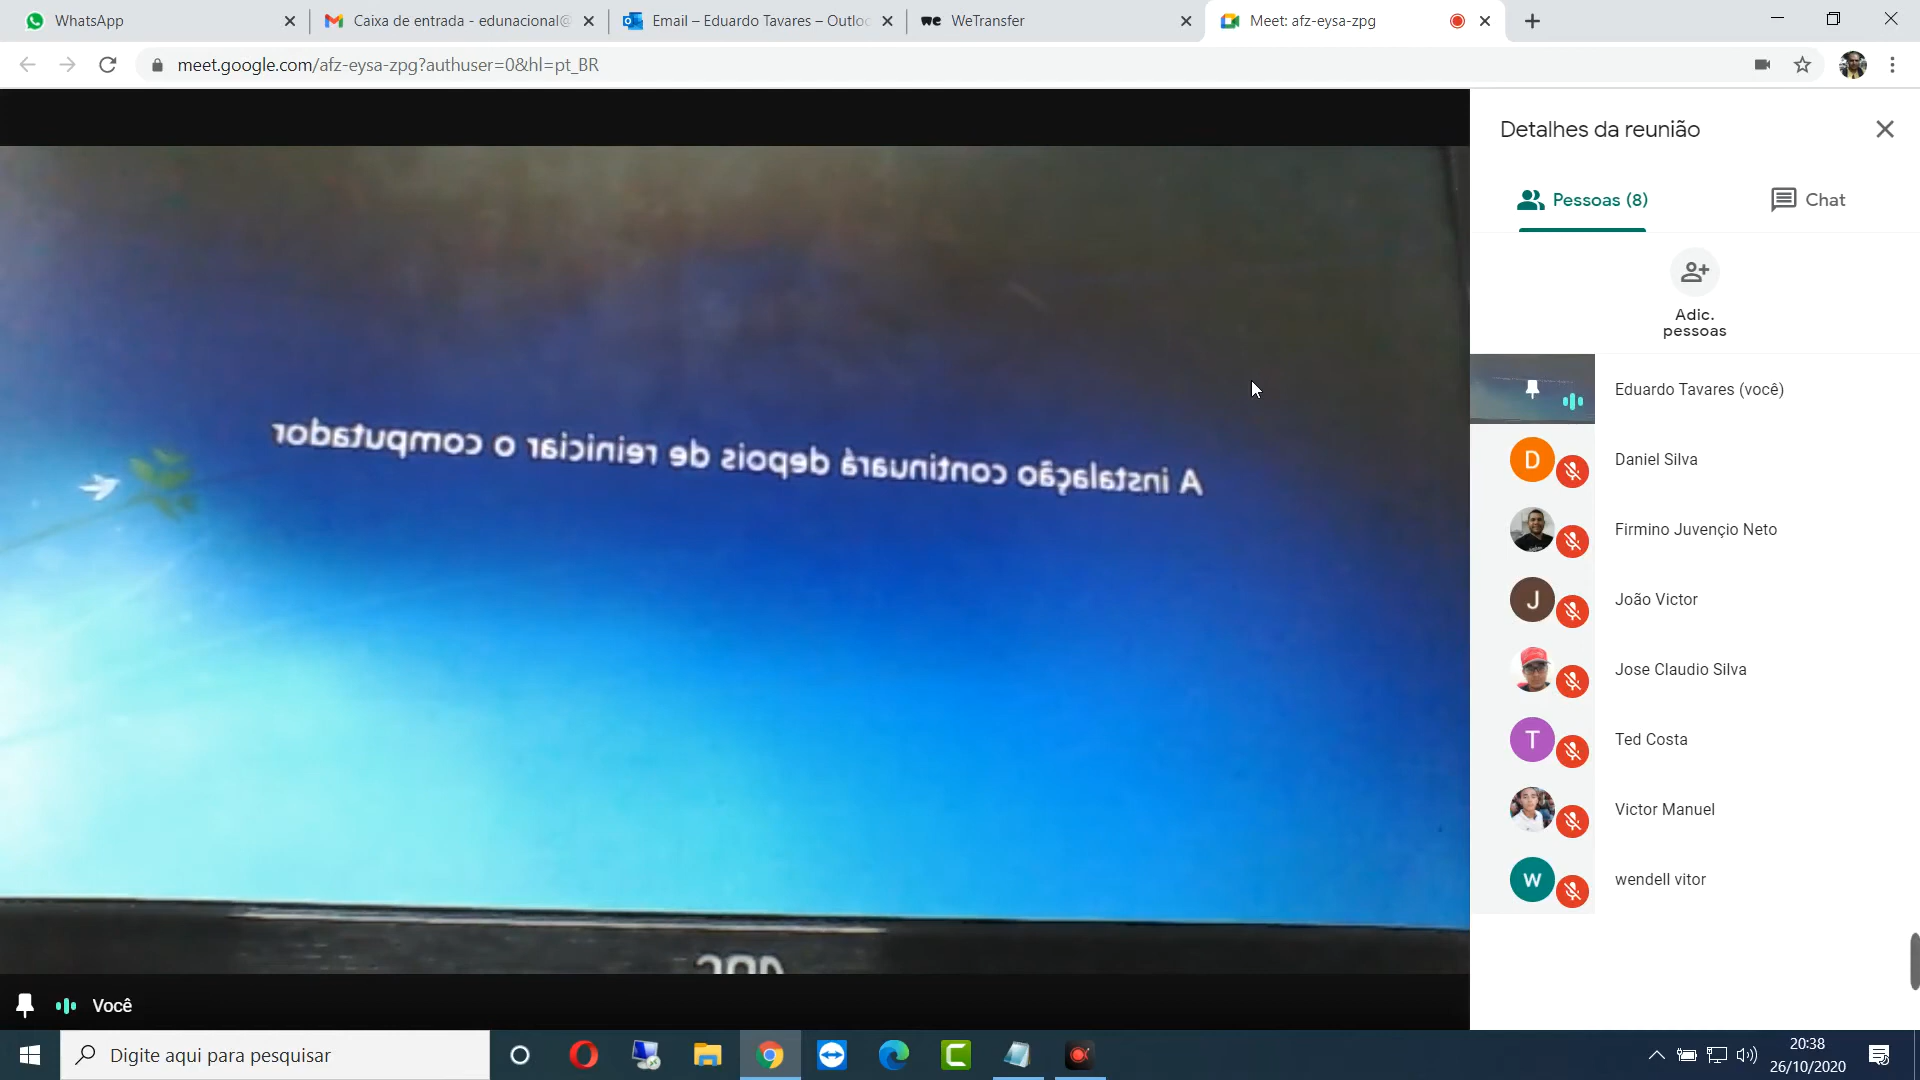 WhatsApp
Caixa de entrada - edunacional@
Email – Eduardo Tavares – Outloo
WeTransfer
Meet: afz-eysa-zpg
meet.google.com/afz-eysa-zpg?authuser=0&hl=pt_BR
A instalação continuará depois de reiniciar o computador
AOC
Você
Detalhes da reunião
Pessoas (8)
Chat
Adic.
pessoas
Eduardo Tavares (você)
D
Daniel Silva
Firmino Juvençio Neto
J
João Victor
Jose Claudio Silva
T
Ted Costa
Victor Manuel
w
wendell vitor
Digite aqui para pesquisar
20:38
26/10/2020